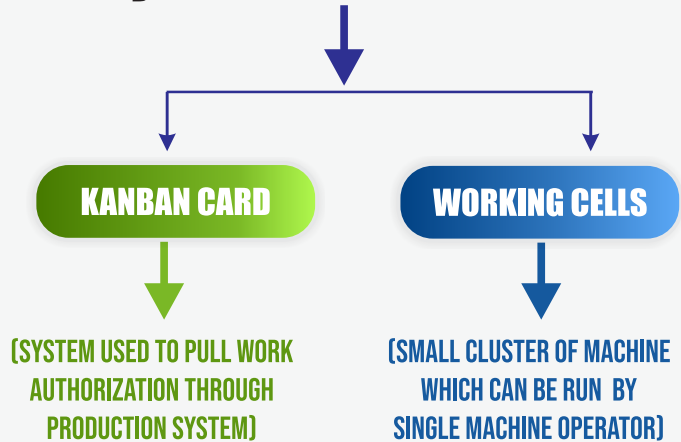 KANBAN CARD
WORKING CELLS
(SYSTEM USED TO PULL WORK
AUTHORIZATION THROUGH
PRODUCTION SYSTEM)
(SMALL CLUSTER OF MACHINE
WHICH CAN BE RUN BY
SINGLE MACHINE OPERATOR)